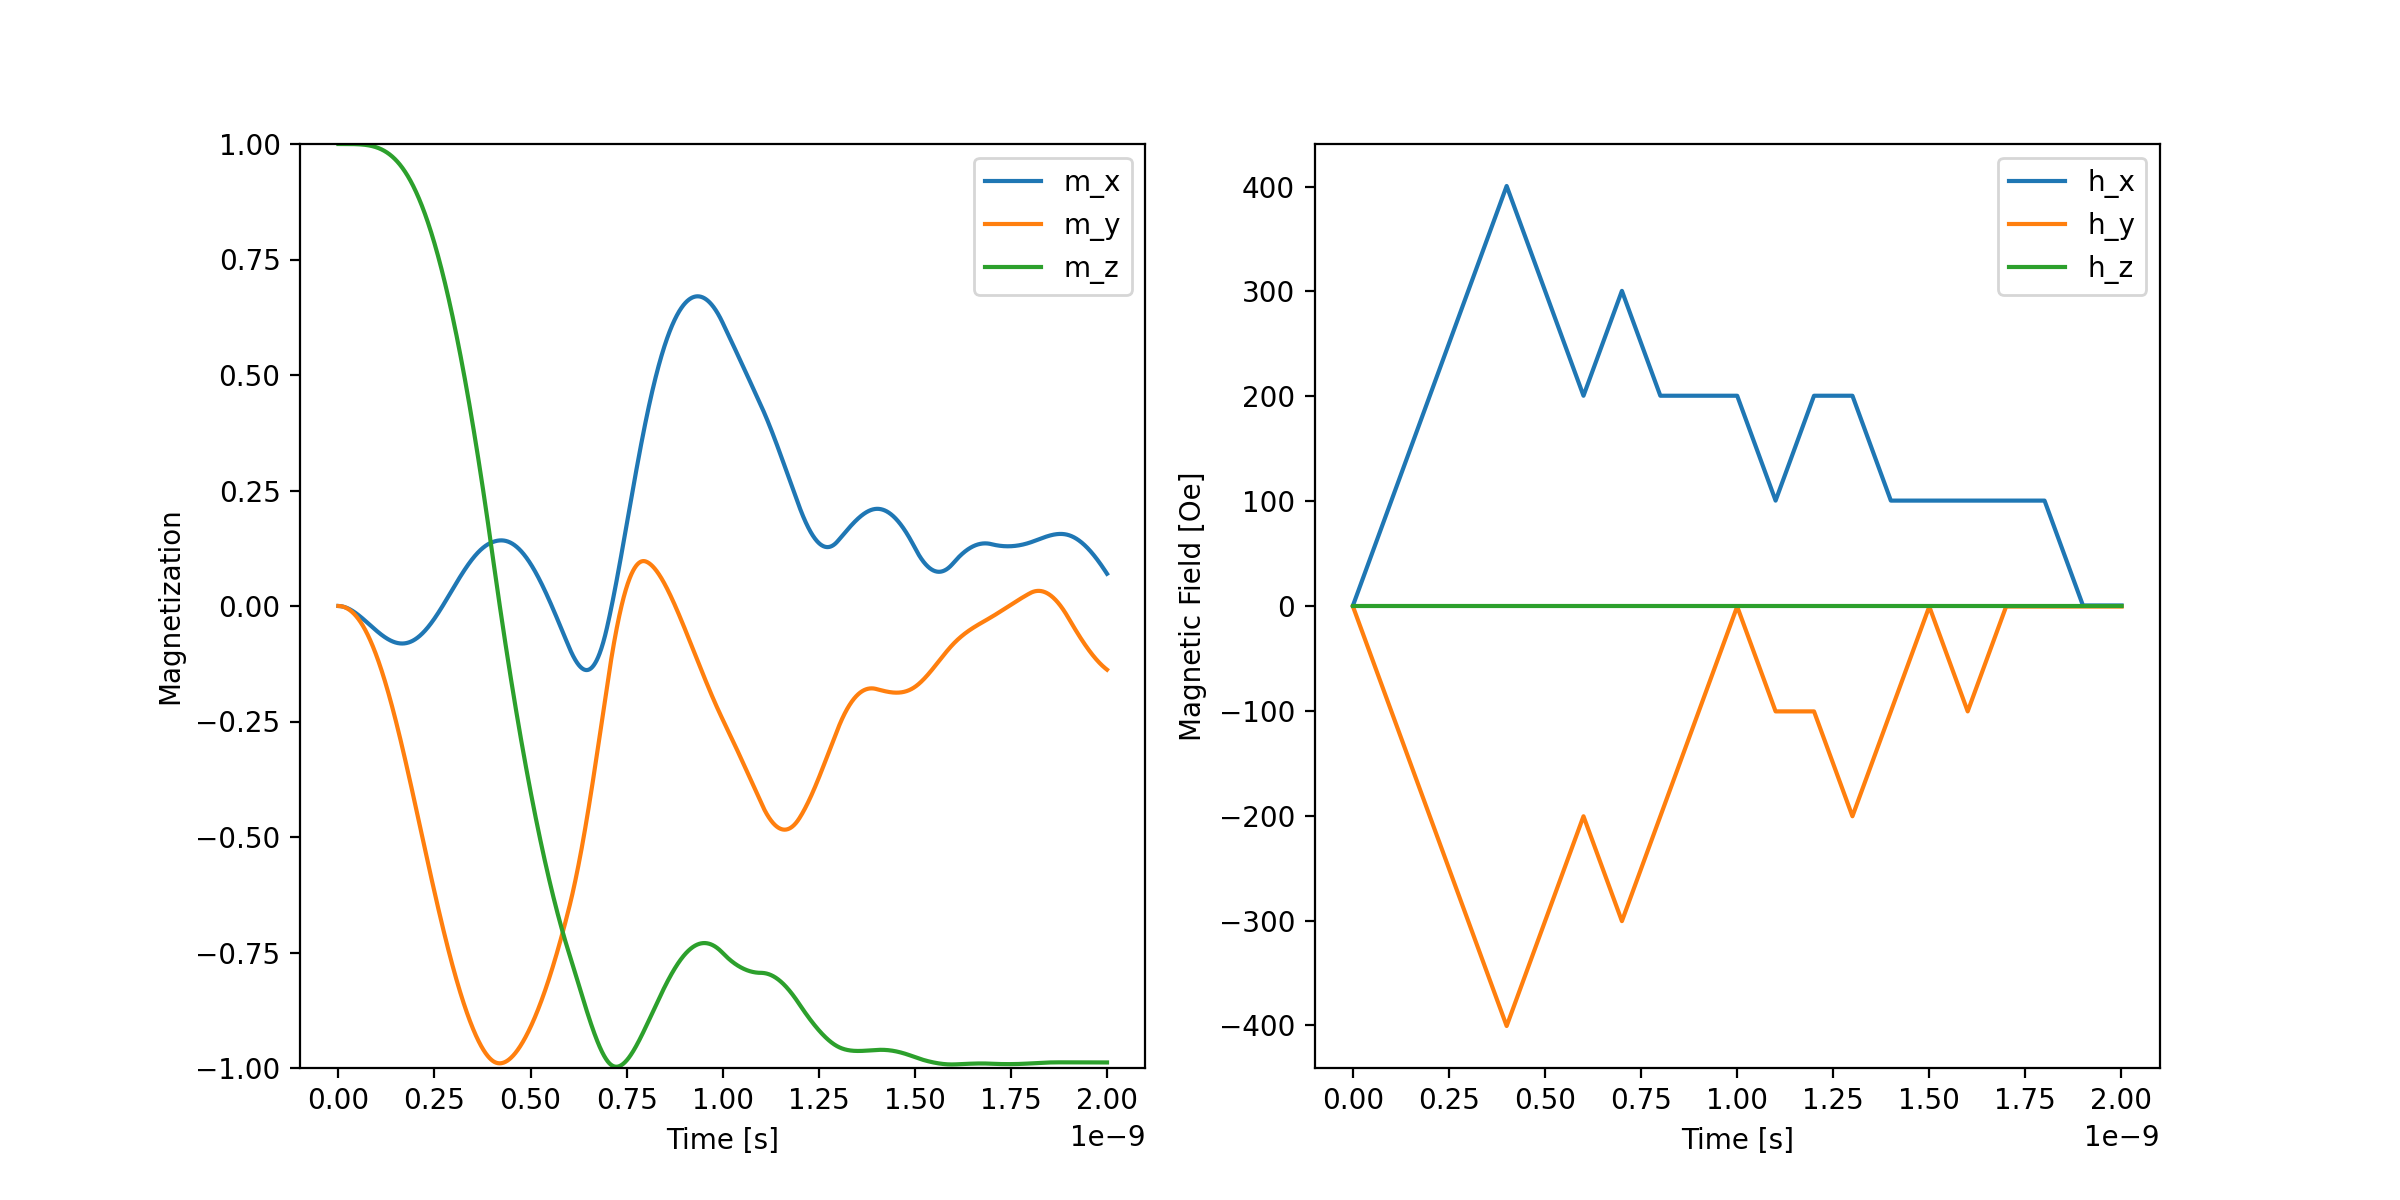 Magnetization
1.00
0.75
0.50
0.25
0.00
−0.25
−0.50
−0.75
−1.00
m_x
m_y
m_z
0.00 0.25 0.50 0.75 1.00 1.25 1.50 1.75 2.00
Time [s]
1e−9
Magnetic Field [Oe]
400
300
200
100
0
−100
−200
−300
−400
h_x
h_y
h_z
0.00 0.25 0.50 0.75 1.00 1.25 1.50 1.75 2.00
Time [s]
1e−9